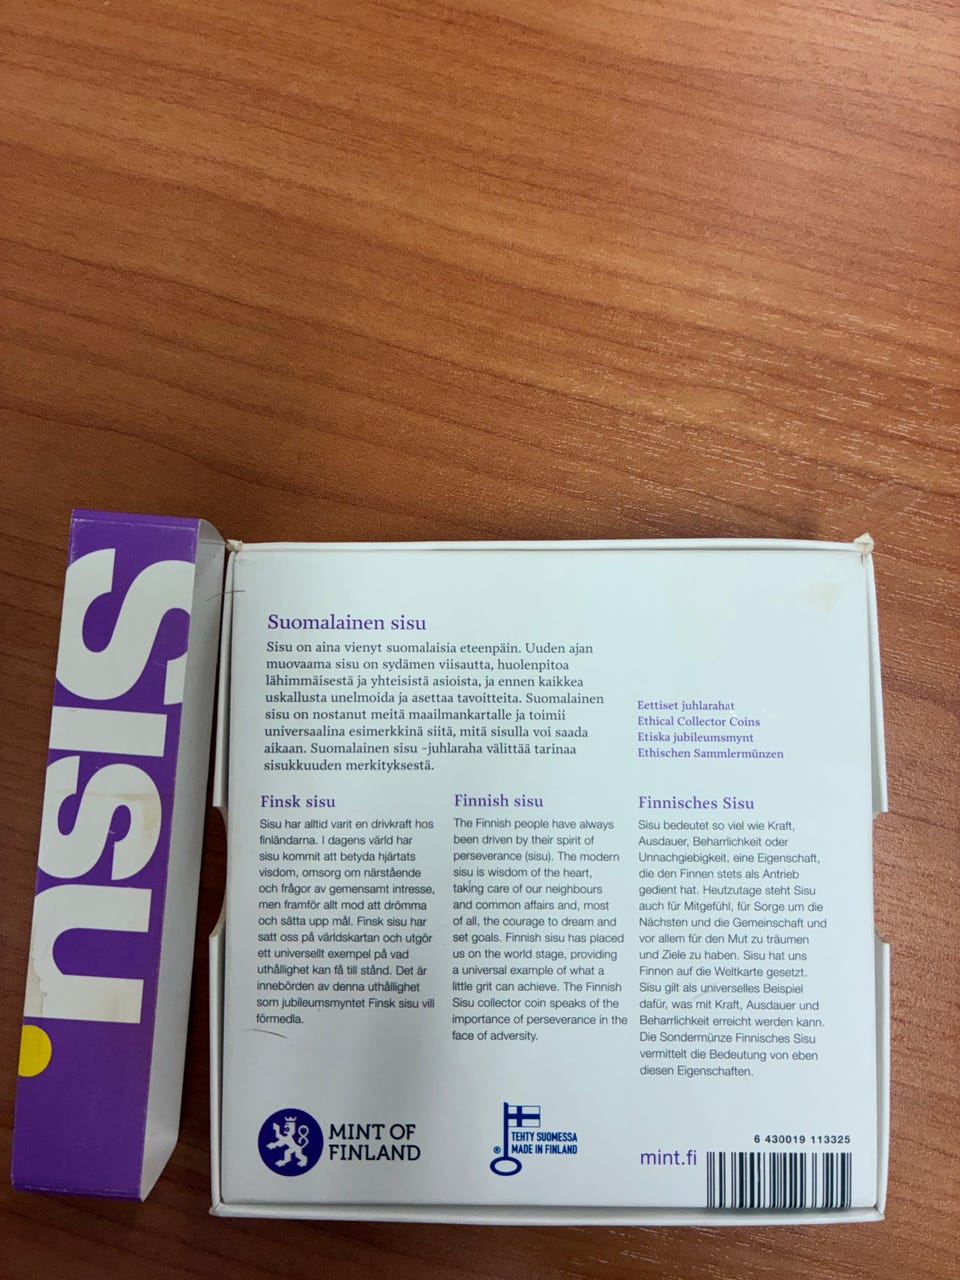 sisu.
Suomalainen sisu
Sisu on aina vienyt suomalaisia eteenpäin. Uuden ajan
muovaama sisu on sydämen viisautta, huolenpitoa
lähimmäisestä ja yhteisistä asioista, ja ennen kaikkea
uskallusta unelmoida ja asettaa tavoitteita. Suomalainen
sisu on nostanut meitä maailmankartalle ja toimii
universaalina esimerkkinä siitä, mitä sisulla voi saada
aikaan. Suomalainen sisu –juhlaraha välittää tarinaa
sisukkuuden merkityksestä.
Eettiset juhlarahat
Ethical Collector Coins
Etiska jubileumsmynt
Ethischen Sammlermünzen
Finsk sisu
Sisu har alltid varit en drivkraft hos
finländarna. I dagens värld har
sisu kommit att betyda hjärtats
visdom, omsorg om närstående
och frågor av gemensamt intresse,
men framför allt mod att drömma
och sätta upp mål. Finsk sisu har
satt oss på världskartan och utgör
ett universellt exempel på vad
uthållighet kan få till stånd. Det är
innebörden av denna uthållighet
som jubileumsmyntet Finsk sisu vill
förmedla.
Finnish sisu
The Finnish people have always
been driven by their spirit of
perseverance (sisu). The modern
sisu is wisdom of the heart,
taking care of our neighbours
and common affairs and, most
of all, the courage to dream and
set goals. Finnish sisu has placed
us on the world stage, providing
a universal example of what a
little grit can achieve. The Finnish
Sisu collector coin speaks of the
importance of perseverance in the
face of adversity.
Finnisches Sisu
Sisu bedeutet so viel wie Kraft,
Ausdauer, Beharrlichkeit oder
Unnachgiebigkeit, eine Eigenschaft,
die den Finnen stets als Antrieb
gedient hat. Heutzutage steht Sisu
auch für Mitgefühl, für Sorge um die
Nächsten und die Gemeinschaft und
vor allem für den Mut zu träumen
und Ziele zu haben. Sisu hat uns
Finnen auf die Weltkarte gesetzt.
Sisu gilt als universelles Beispiel
dafür, was mit Kraft, Ausdauer und
Beharrlichkeit erreicht werden kann.
Die Sondermünze Finnisches Sisu
vermittelt die Bedeutung von eben
diesen Eigenschaften.
MINT OF
FINLAND
®
TEHTY SUOMESSA
MADE IN FINLAND
mint.fi
6 430019 113325